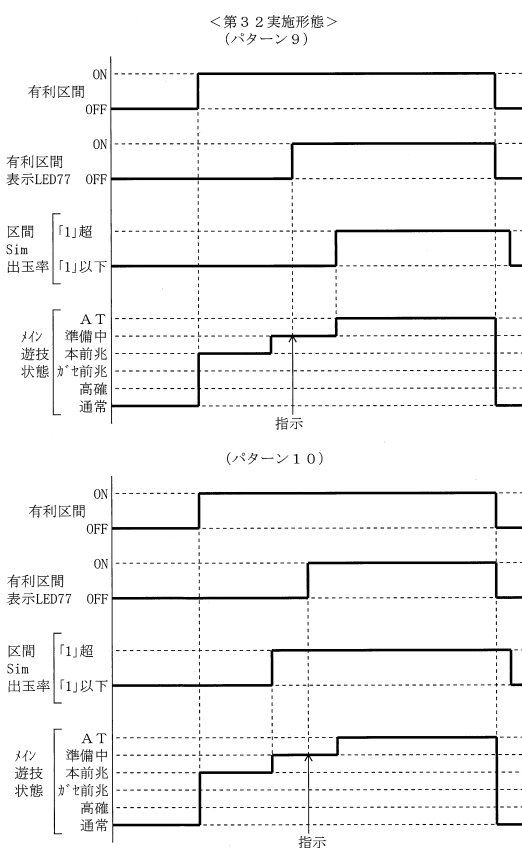 ＜第３２実施形態＞
（パターン９）
ON
有利区間
OFF
ON
有利区間
表示LED77 OFF
区間 「1」超
Sim
出玉率 「1」以下
ＡＴ
ﾒｲﾝ 準備中
遊技 本前兆
状態 ｶﾞｾ前兆
高確
通常
指示
（パターン１０）
ON
有利区間
OFF
ON
有利区間
表示LED77 OFF
区間 「1」超
Sim
出玉率 「1」以下
ＡＴ
ﾒｲﾝ 準備中
遊技 本前兆
状態 ｶﾞｾ前兆
高確
通常
指示